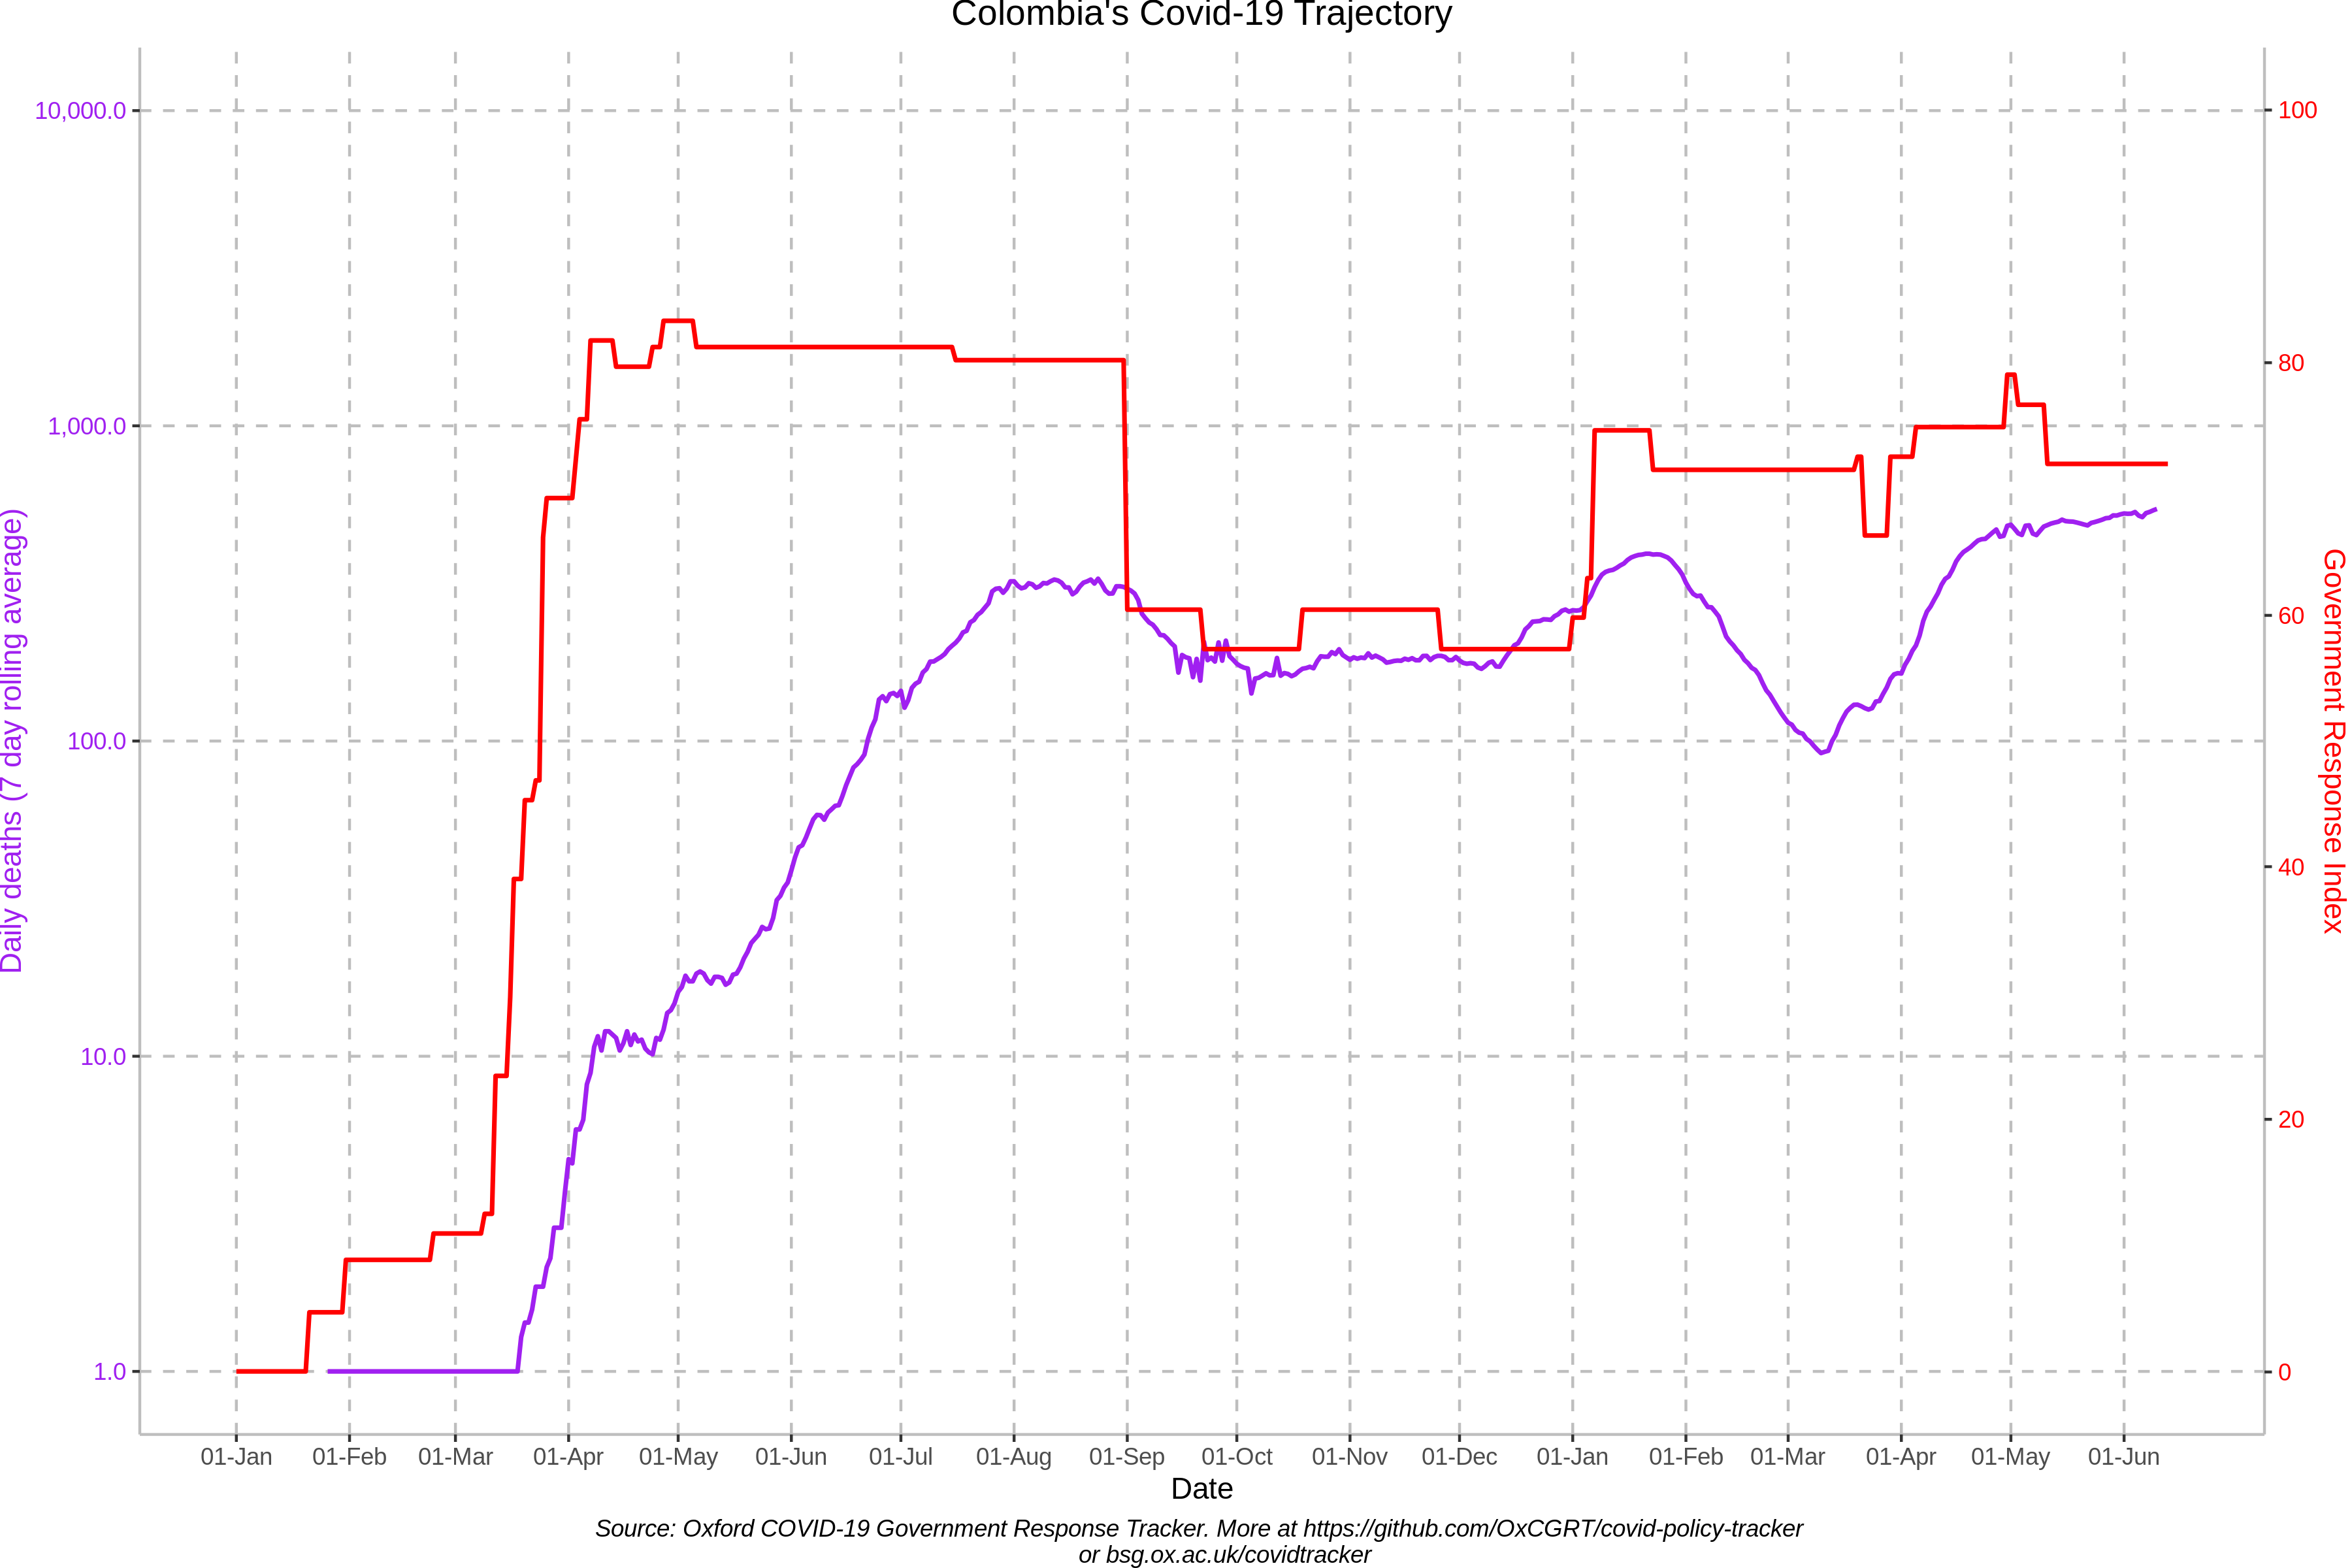 Colombia's Covid-19 Trajectory
10,000.0
1,000.0
100.0
10.0
1.0
Daily deaths (7 day rolling average)
100
80
60
40
20
0
Government Response Index
01-Jan 01-Feb 01-Mar 01-Apr 01-May 01-Jun 01-Jul 01-Aug 01-Sep 01-Oct 01-Nov 01-Dec 01-Jan 01-Feb 01-Mar 01-Apr 01-May 01-Jun
Date
Source: Oxford COVID-19 Government Response Tracker. More at https://github.com/OxCGRT/covid-policy-tracker
or bsg.ox.ac.uk/covidtracker